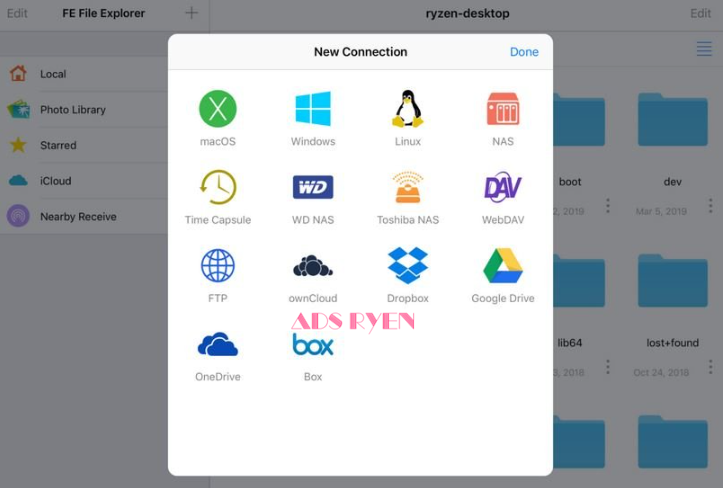 Edit
FE File Explorer
+
ryzen-desktop
Edit
New Connection
Done
Local
Photo Library
Starred
iCloud
Nearby Receive
X
macOS
Windows
Linux
NAS
Time Capsule
WD
WD NAS
Toshiba NAS
DAV
WebDAV
FTP
ownCloud
Dropbox
Google Drive
ADS RYEN
OneDrive
box
Box
boot
dev
2, 2019
Mar 5, 2019
lib64
lost+found
3, 2018
Oct 24, 2018